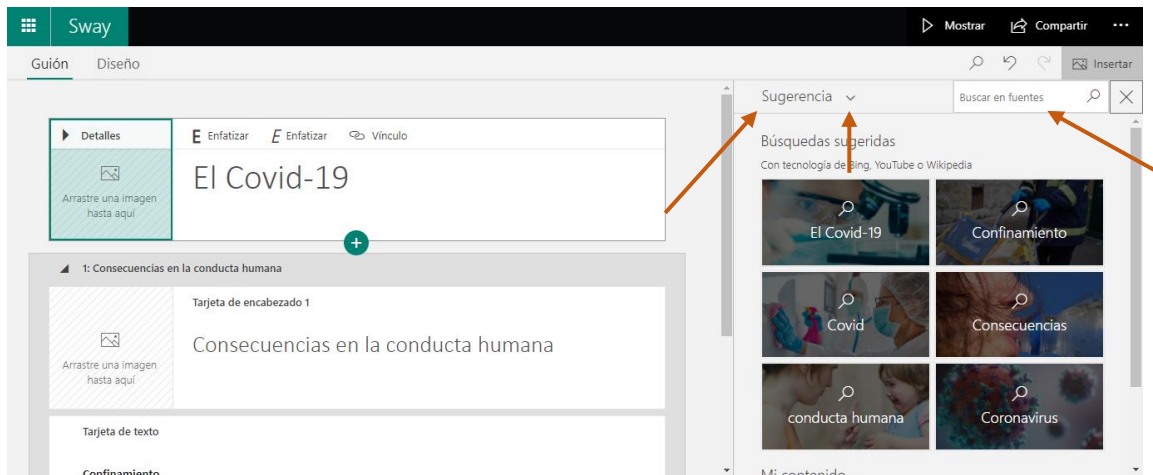 Sway
Mostrar
Compartir
Guión
Diseño
Insertar
Sugerencia
Buscar en fuentes
Detalles
E Enfatizar
E Enfatizar
Vínculo
Arrastre una imagen
hasta aquí
El Covid-19
1: Consecuencias en la conducta humana
Tarjeta de encabezado 1
Arrastre una imagen
hasta aquí
Consecuencias en la conducta humana
Tarjeta de texto
Confinamiento
Búsquedas sugeridas
Con tecnología de Bing, YouTube o Wikipedia
El Covid-19
Confinamiento
Covid
Consecuencias
conducta humana
Coronavirus
Mi contenido